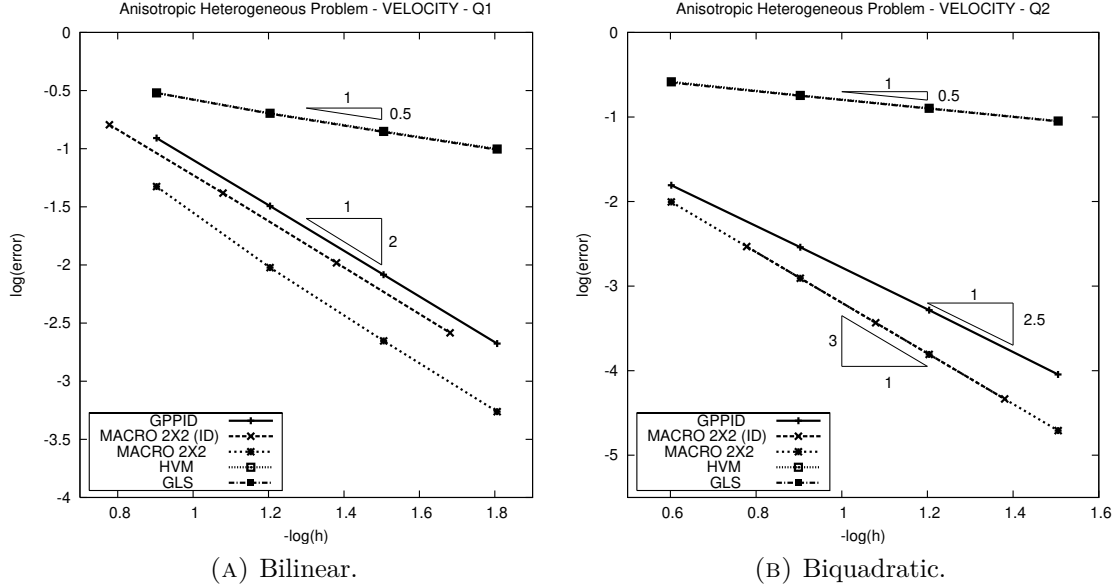 Anisotropic Heterogeneous Problem - VELOCITY - Q1
0
-0.5
-1
-1.5
-2
-2.5
-3
-3.5
-4
log(error)
0.8
1
1.2
1.4
1.6
1.8
-log(h)
1
0.5
1
2
GPPID
MACRO 2X2 (ID)
MACRO 2X2
HVM
GLS
(A) Bilinear.
Anisotropic Heterogeneous Problem - VELOCITY - Q2
0
-1
-2
-3
-4
-5
log(error)
0.6
0.8
1
1.2
1.4
1.6
-log(h)
1
0.5
1
2.5
3
1
GPPID
MACRO 2X2 (ID)
MACRO 2X2
HVM
GLS
(B) Biquadratic.